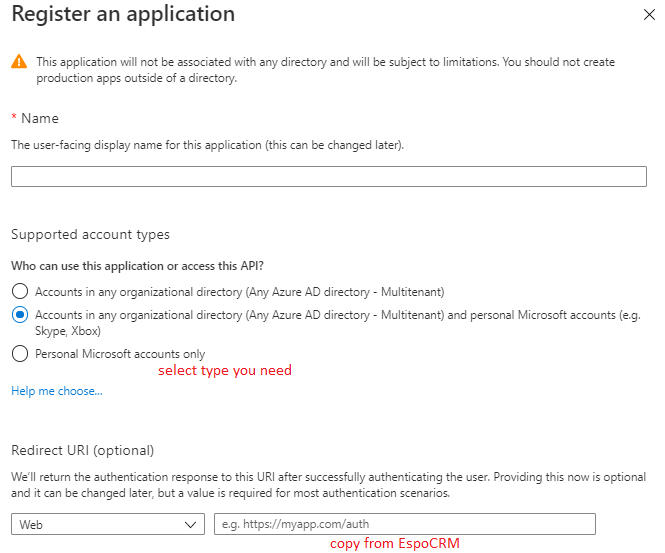 Register an application
This application will not be associated with any directory and will be subject to limitations. You should not create
production apps outside of a directory.
* Name
The user-facing display name for this application (this can be changed later).
Supported account types
Who can use this application or access this API?
Accounts in any organizational directory (Any Azure AD directory - Multitenant)
Accounts in any organizational directory (Any Azure AD directory - Multitenant) and personal Microsoft accounts (e.g.
Skype, Xbox)
Personal Microsoft accounts only
select type you need
Help me choose...
Redirect URI (optional)
We'll return the authentication response to this URI after successfully authenticating the user. Providing this now is optional
and it can be changed later, but a value is required for most authentication scenarios.
Web e.g. https://myapp.com/auth
copy from EspoCRM